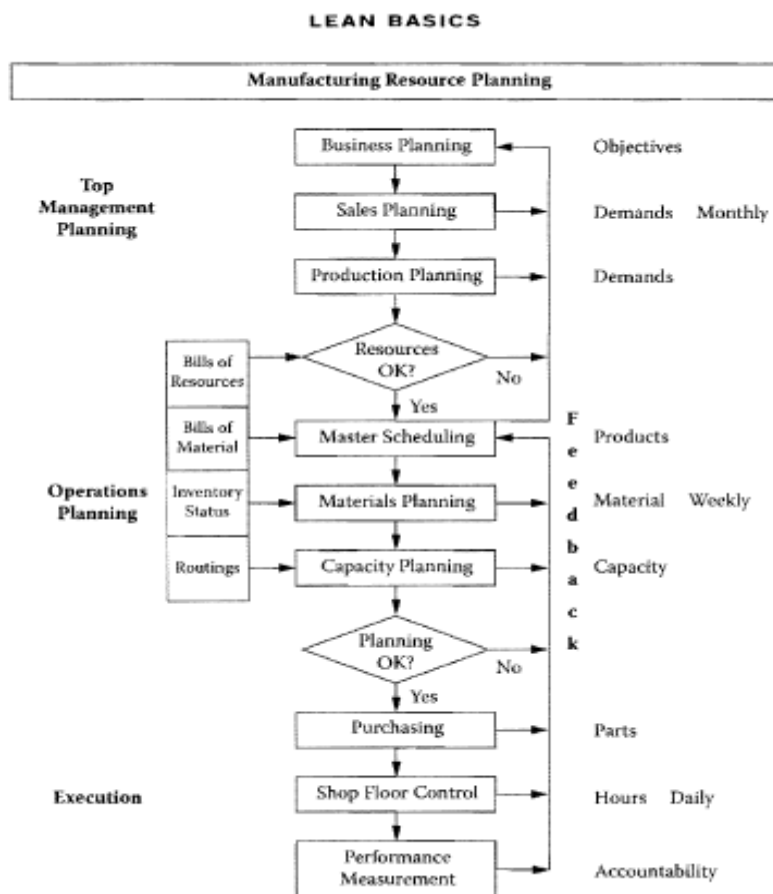 LEAN BASICS
Manufacturing Resource Planning
Business Planning
Objectives
Top
Management
Planning
Sales Planning
Demands Monthly
Production Planning
Demands
Bills of
Resources
Resources
OK?
No
Yes
Bills of
Material
Master Scheduling
Products
Feedback
Operations
Planning
Inventory
Status
Materials Planning
Material Weekly
Routings
Capacity Planning
Capacity
Planning
OK?
No
Yes
Purchasing
Parts
Execution
Shop Floor Control
Hours Daily
Performance
Measurement
Accountability